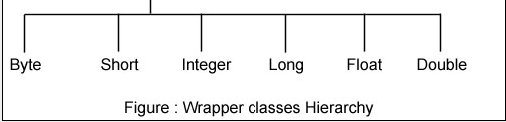 Byte Short Integer Long Float Double
Figure : Wrapper classes Hierarchy